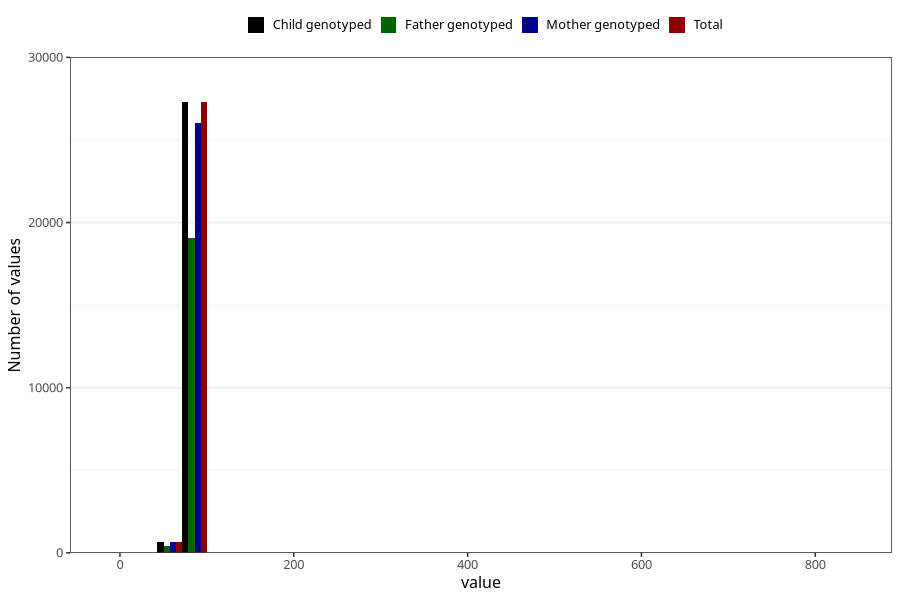 Child genotyped Father genotyped Mother genotyped Total
30000
20000
10000
0
Number of values
0 200 400 600 800
value